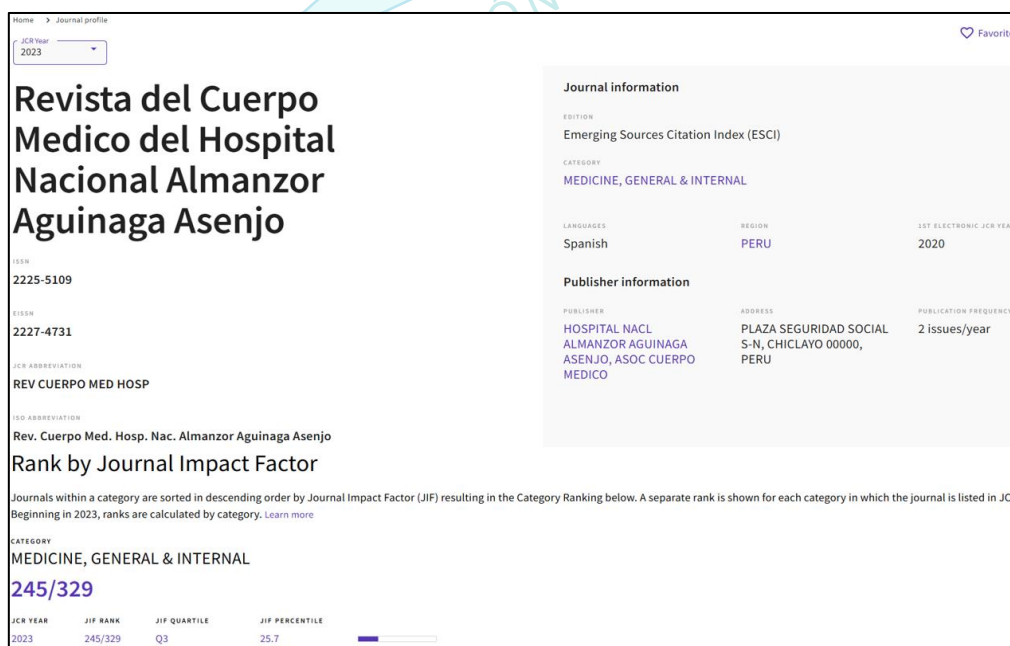 Home > Journal profile
JCR Year
2023
Favorite
Revista del Cuerpo
Medico del Hospital
Nacional Almanzor
Aguinaga Asenjo
ISSN
2225-5109
EISSN
2227-4731
JCR ABBREVIATION
REV CUERPO MED HOSP
ISO ABBREVIATION
Rev. Cuerpo Med. Hosp. Nac. Almanzor Aguinaga Asenjo
Journal information
EDITION
Emerging Sources Citation Index (ESCI)
CATEGORY
MEDICINE, GENERAL & INTERNAL
LANGUAGES REGION 1ST ELECTRONIC JCR YEA
Spanish PERU 2020
Publisher information
PUBLISHER ADDRESS PUBLICATION FREQUENCY
HOSPITAL NACL PLAZA SEGURIDAD SOCIAL 2 issues/year
ALMANZOR AGUINAGA S-N, CHICLAYO 00000,
ASENJO, ASOC CUERPO PERU
MEDICO
Rank by Journal Impact Factor
Journals within a category are sorted in descending order by Journal Impact Factor (JIF) resulting in the Category Ranking below. A separate rank is shown for each category in which the journal is listed in JC
Beginning in 2023, ranks are calculated by category. Learn more
CATEGORY
MEDICINE, GENERAL & INTERNAL
245/329
JCR YEAR JIF RANK JIF QUARTILE JIF PERCENTILE
2023 245/329 Q3 25.7